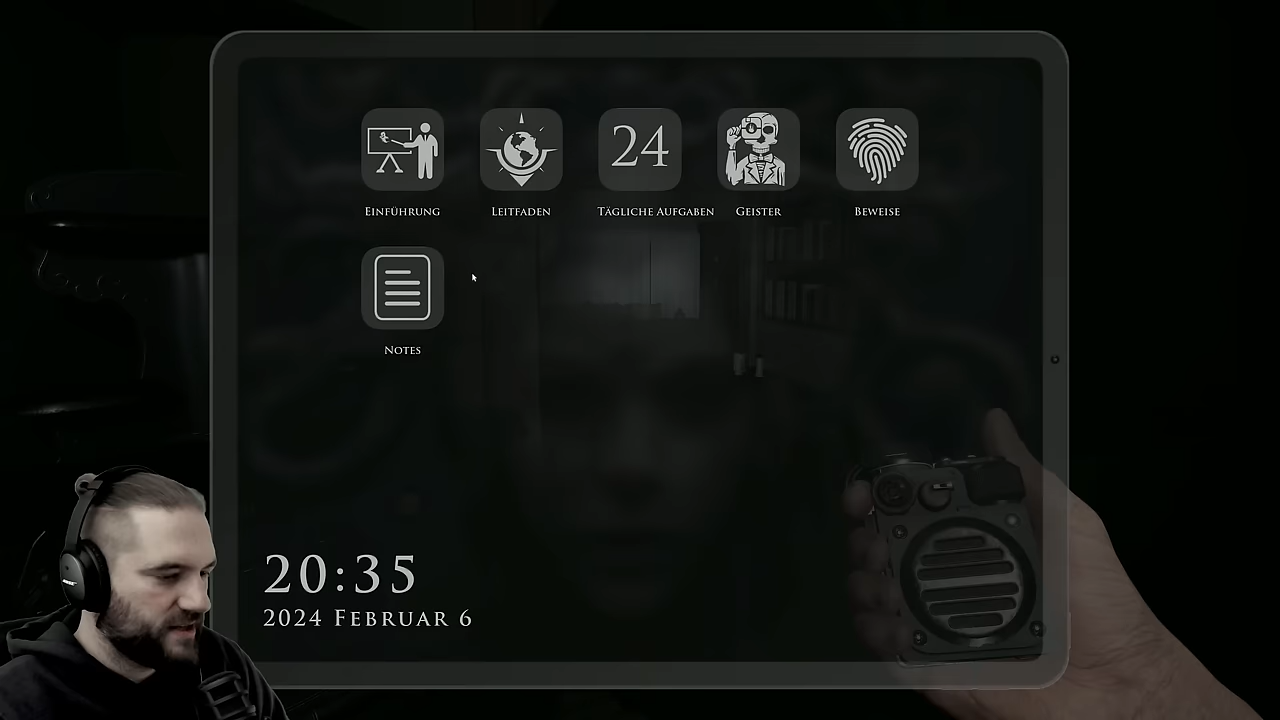 24
EINFÜHRUNG
LEITFADEN
TÄGLICHE AUFGABEN
GEISTER
BEWEISE
NOTES
20:35
2024 FEBRUAR 6